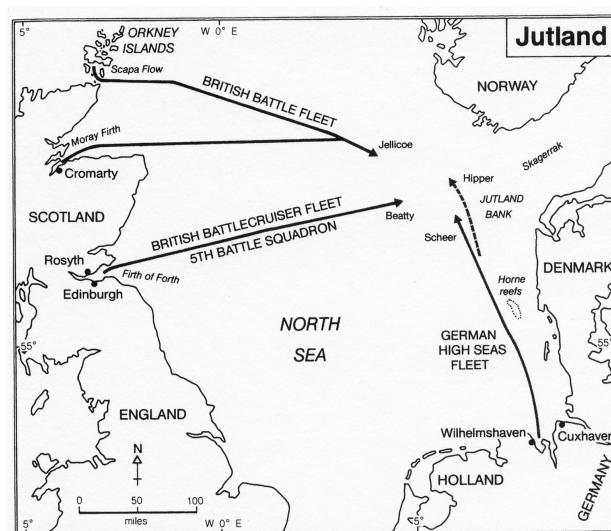 5°
W 0° E
Jutland
ORKNEY
ISLANDS
Scapa Flow
NORWAY
BRITISH BATTLE FLEET
Moray Firth
Jellicoe
Skagerrak
Cromarty
Hipper
JUTLAND
BANK
SCOTLAND
BRITISH BATTLECRUISER FLEET
5TH BATTLE SQUADRON
Beatty
Scheer
Rosyth
Firth of Forth
Edinburgh
DENMARK
Horne
reefs
NORTH
SEA
GERMAN
HIGH SEAS
FLEET
55°
55°
ENGLAND
Wilhelmshaven
Cuxhaven
N
HOLLAND
GERMANY
0 50 100
miles
5°
W 0° E
5°